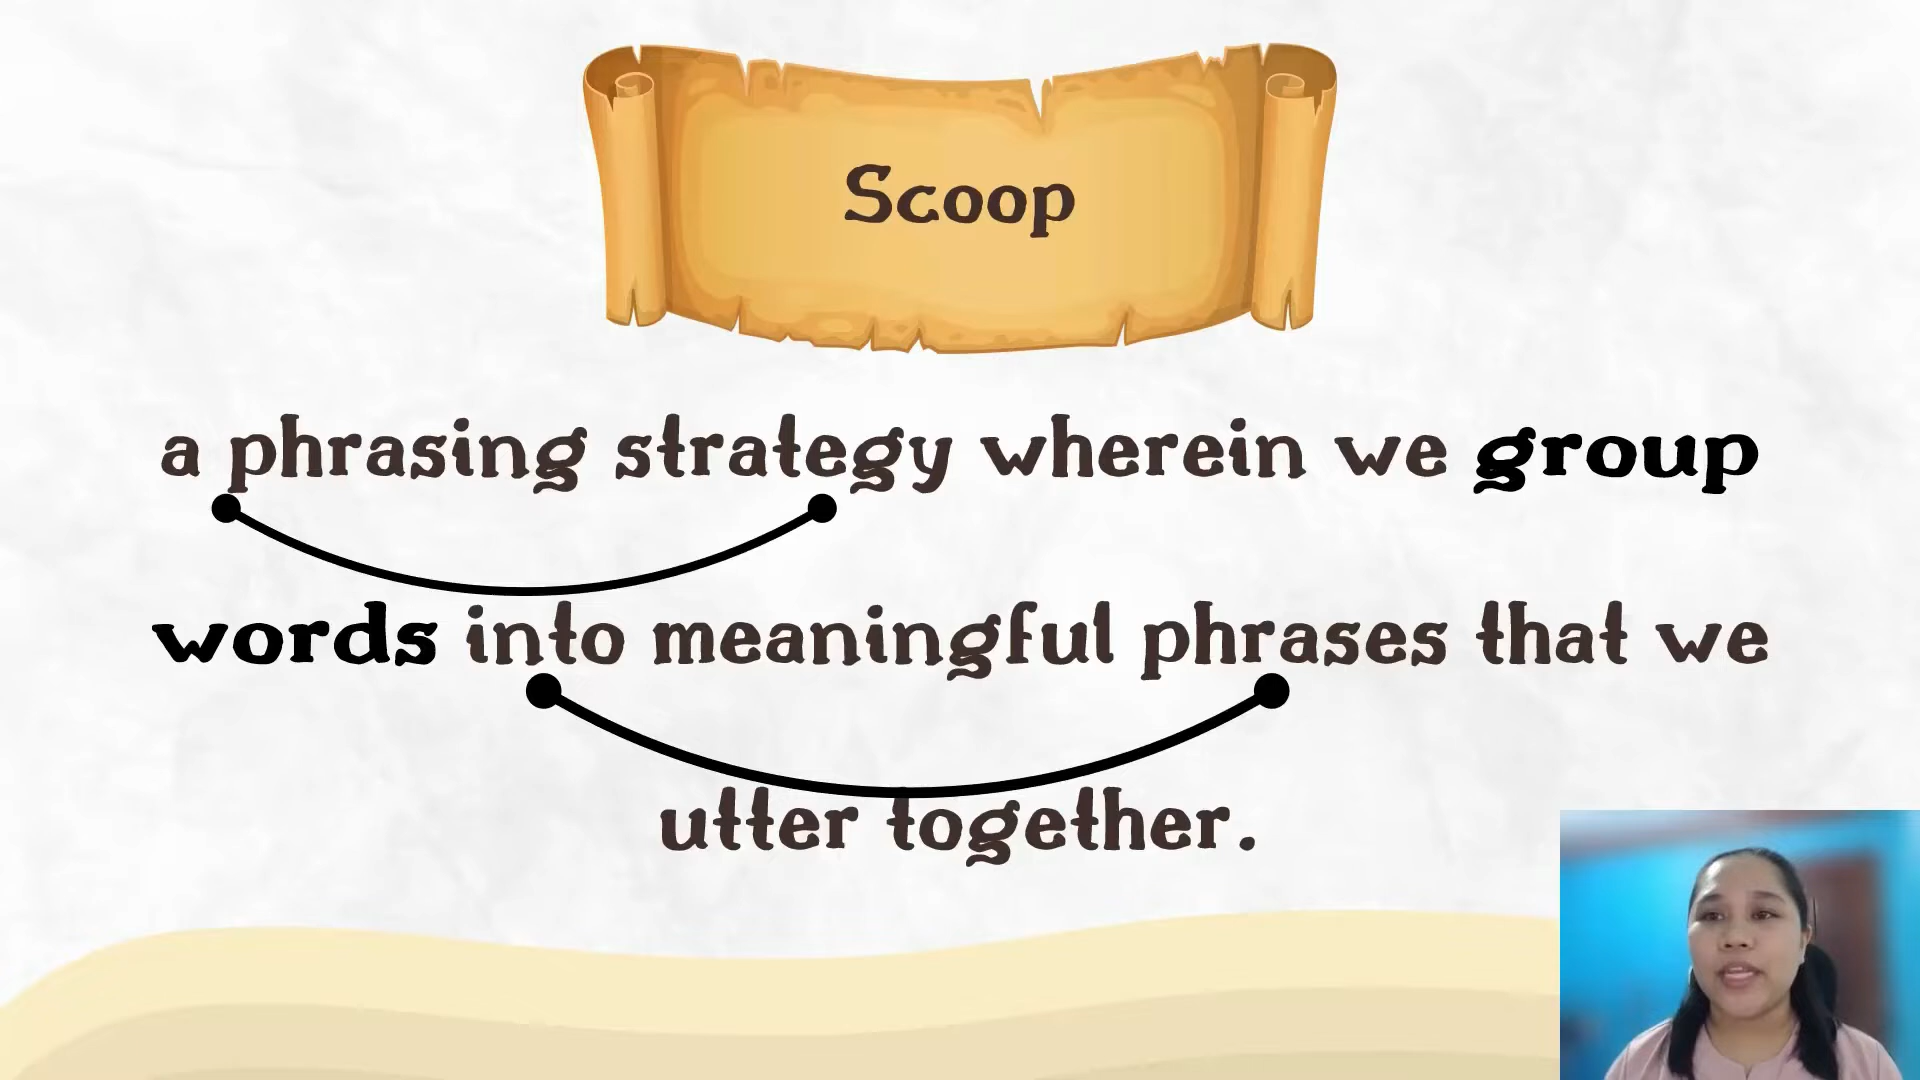 Scoop
a phrasing strategy wherein we group
words into meaningful phrases that we
utter together.